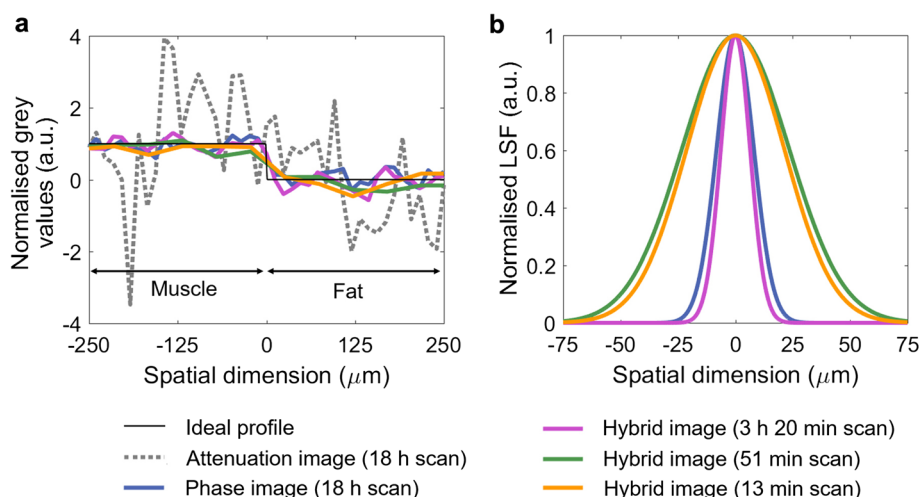 a
Normalised grey
values (a.u.)
4
2
0
-2
-4
Muscle
Fat
-250
-125
0
125
250
Spatial dimension (μm)
b
Normalised LSF (a.u.)
1
0.8
0.6
0.4
0.2
0
-75
-50
-25
0
25
50
75
Spatial dimension (μm)
Ideal profile
Attenuation image (18 h scan)
Phase image (18 h scan)
Hybrid image (3 h 20 min scan)
Hybrid image (51 min scan)
Hybrid image (13 min scan)